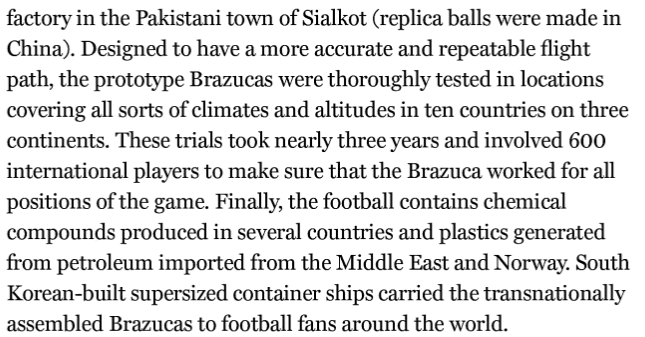 factory in the Pakistani town of Sialkot (replica balls were made in
China). Designed to have a more accurate and repeatable flight
path, the prototype Brazucas were thoroughly tested in locations
covering all sorts of climates and altitudes in ten countries on three
continents. These trials took nearly three years and involved 600
international players to make sure that the Brazuca worked for all
positions of the game. Finally, the football contains chemical
compounds produced in several countries and plastics generated
from petroleum imported from the Middle East and Norway. South
Korean-built supersized container ships carried the transnationally
assembled Brazucas to football fans around the world.